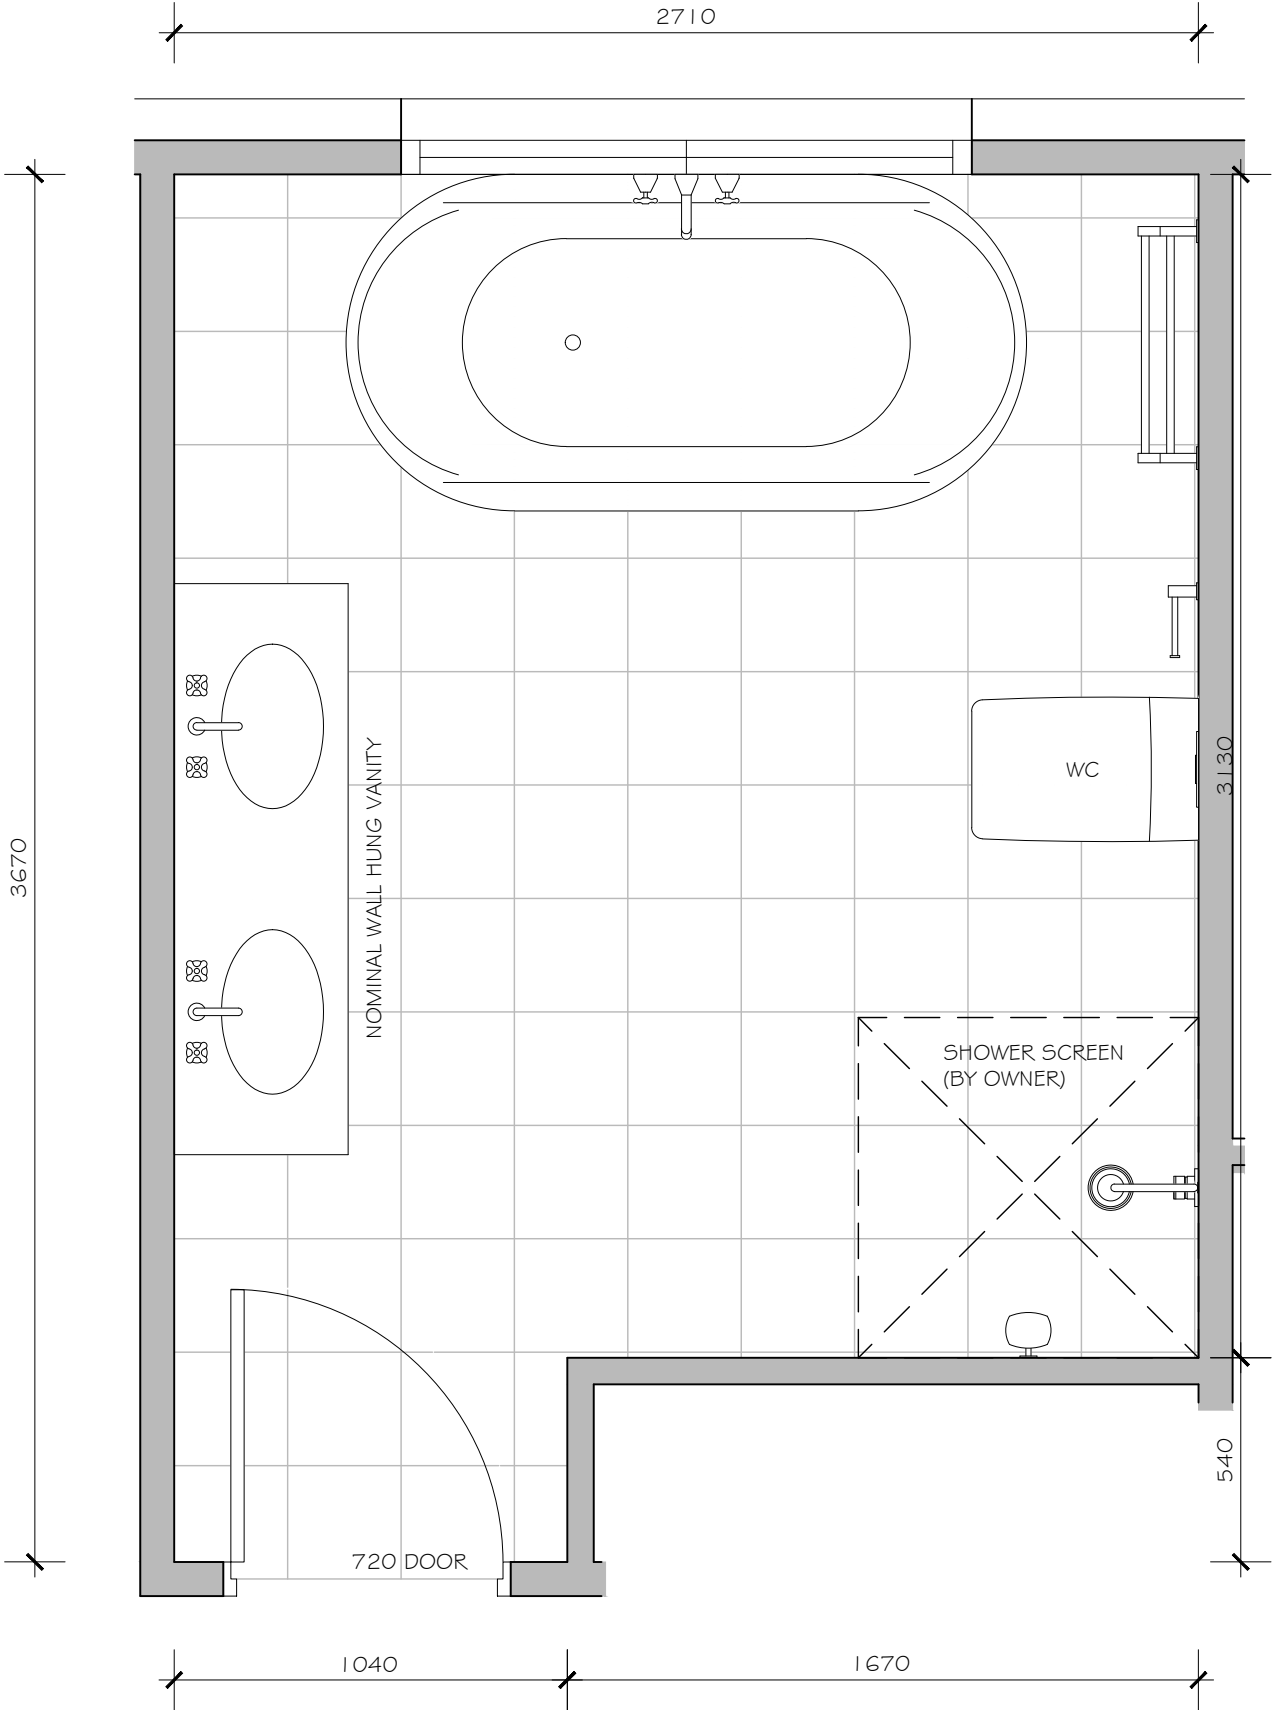 2710
3670
NOMINAL WALL HUNG VANITY
WC
3130
SHOWER SCREEN
(BY OWNER)
540
720 DOOR
1040
1670